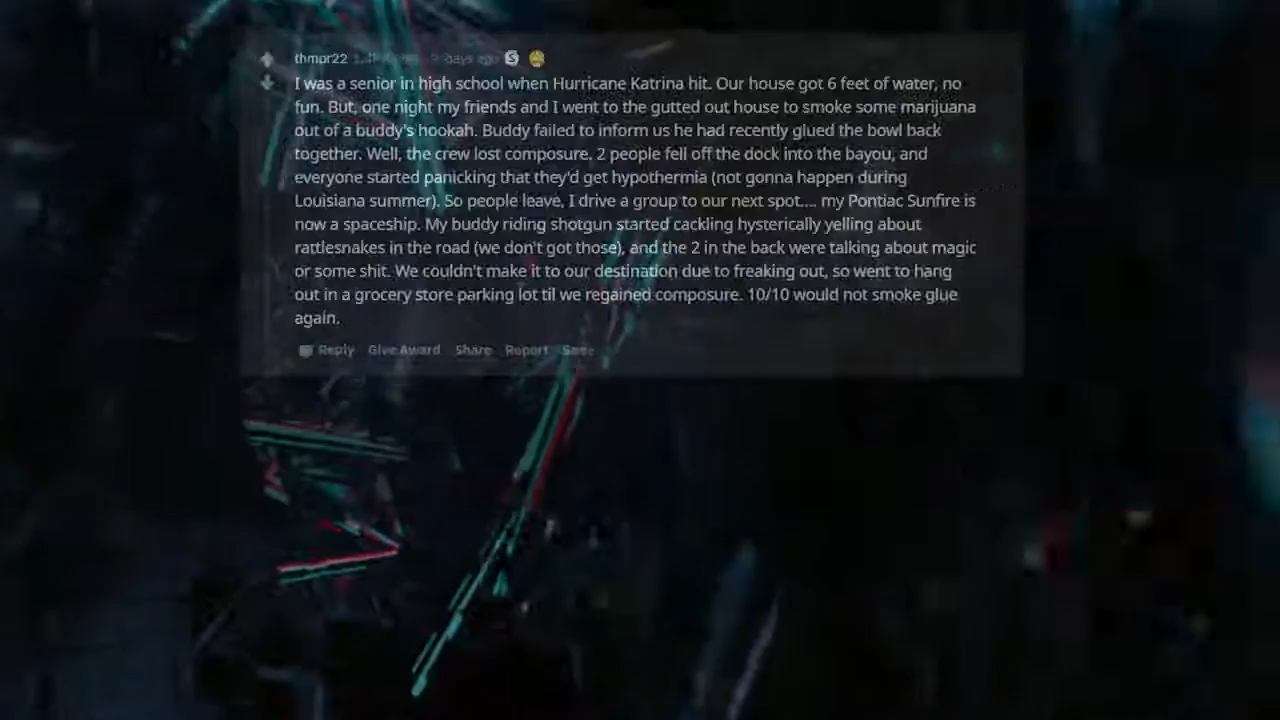 thmpr22 days ago
I was a senior in high school when Hurricane Katrina hit. Our house got 6 feet of water, no
fun. But, one night my friends and I went to the gutted out house to smoke some marijuana
out of a buddy's hookah. Buddy failed to inform us he had recently glued the bowl back
together. Well, the crew lost composure. 2 people fell off the dock into the bayou, and
everyone started panicking that they'd get hypothermia (not gonna happen during
Louisiana summer). So people leave, I drive a group to our next spot.... my Pontiac Sunfire is
now a spaceship. My buddy riding shotgun started cackling hysterically yelling about
rattlesnakes in the road (we don't got those), and the 2 in the back were talking about magic
or some shit. We couldn't make it to our destination due to freaking out, so went to hang
out in a grocery store parking lot til we regained composure. 10/10 would not smoke glue
again.
Reply Give Award Share Report Save